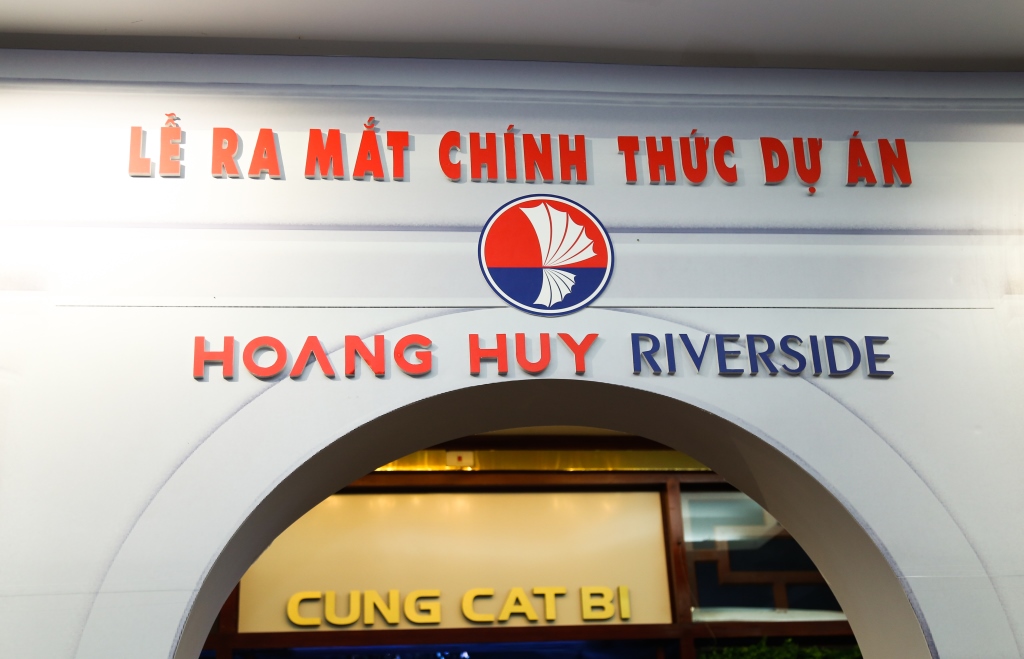 LỄ RA MẮT CHÍNH THỨC DỰ ÁN
HOANG HUY RIVERSIDE
CUNG CAT BI